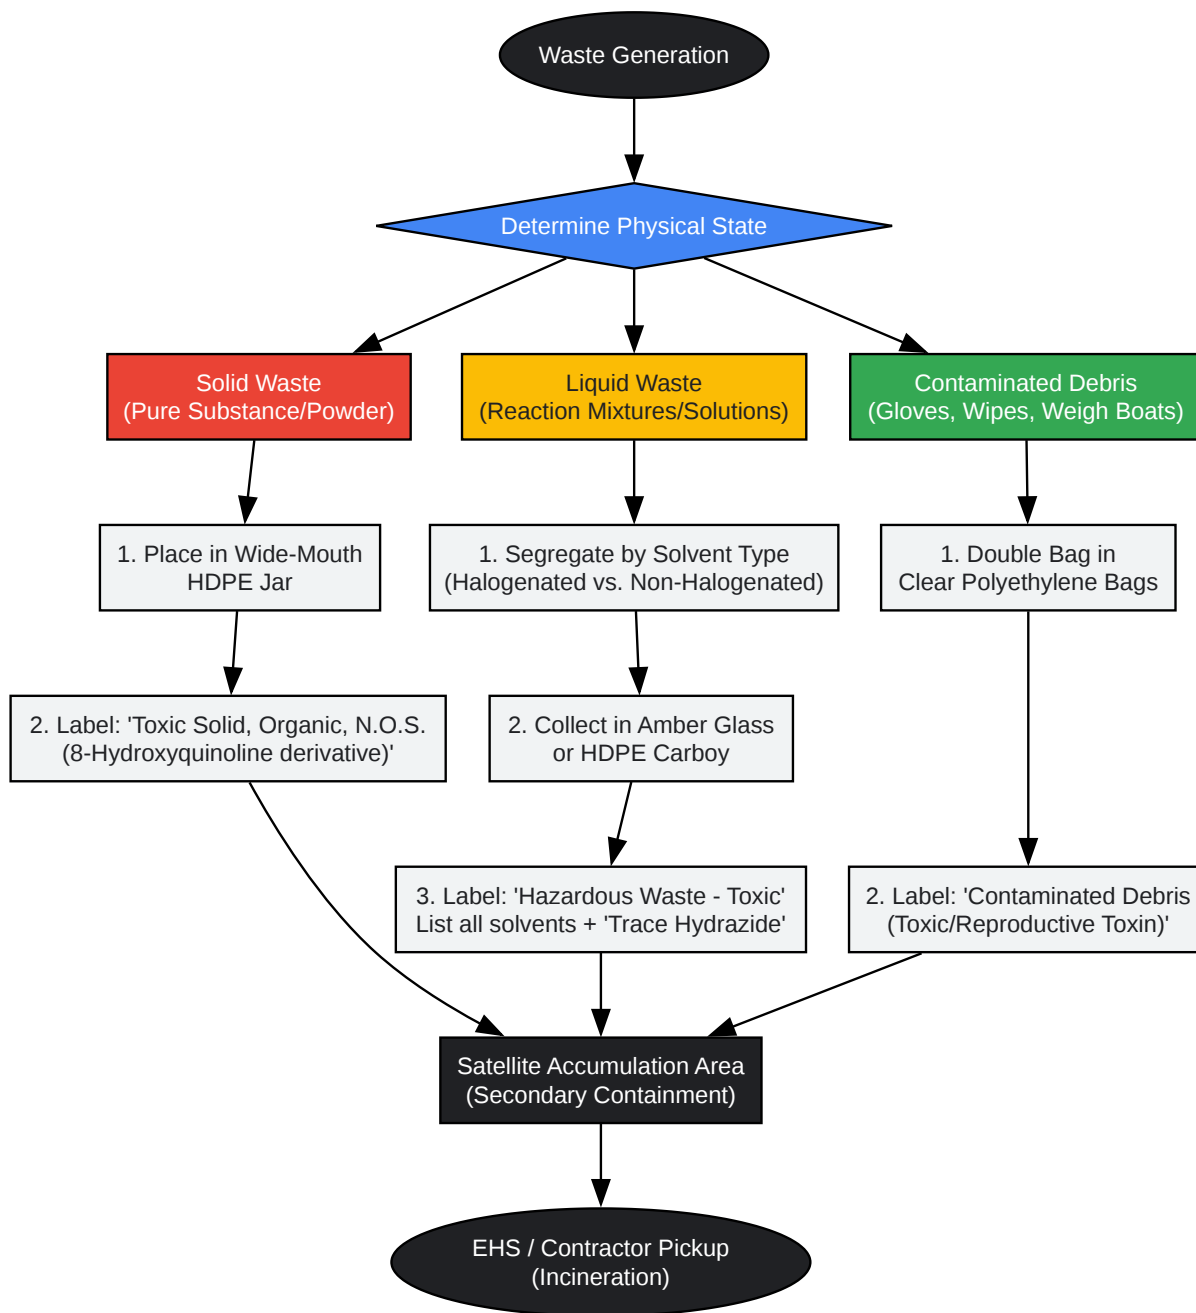 Waste Generation
Determine Physical State
Solid Waste
(Pure Substance/Powder)
Liquid Waste
(Reaction Mixtures/Solutions)
Contaminated Debris
(Gloves, Wipes, Weigh Boats)
1. Place in Wide-Mouth
HDPE Jar
1. Segregate by Solvent Type
(Halogenated vs. Non-Halogenated)
1. Double Bag in
Clear Polyethylene Bags
2. Label: 'Toxic Solid, Organic, N.O.S.
(8-Hydroxyquinoline derivative)'
2. Collect in Amber Glass
or HDPE Carboy
3. Label: 'Hazardous Waste - Toxic'
List all solvents + 'Trace Hydrazide'
2. Label: 'Contaminated Debris
(Toxic/Reproductive Toxin)'
Satellite Accumulation Area
(Secondary Containment)
EHS / Contractor Pickup
(Incineration)